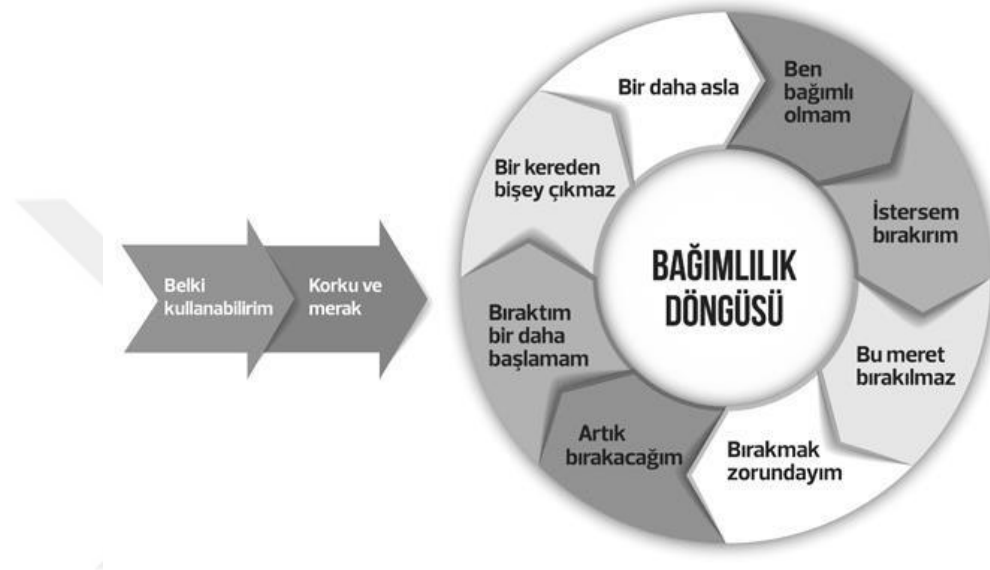 Belki
kullanabilirim
Korku ve
merak
BAĞIMLILIK
DÖNGÜSÜ
Bir daha asla
Ben
bağımlı
olmam
İstersem
bırakırım
Bu meret
bırakılmaz
Bırakmak
zorundayım
Artık
bırakacağım
Bıraktım
bir daha
başlamam
Bir kereden
bişey çıkmaz